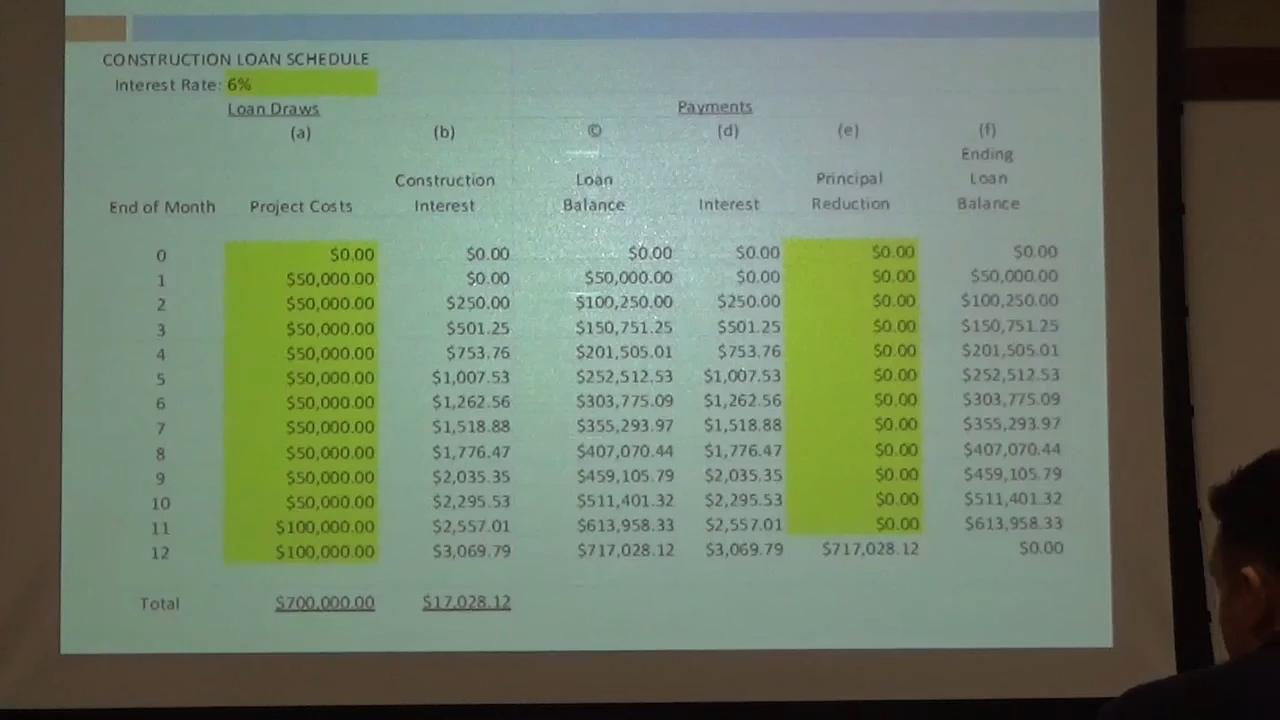 CONSTRUCTION LOAN SCHEDULE
Interest Rate: 6%
Loan Draws Payments
(a) (b) © (d) (e) (f)
Ending
Construction Loan Principal Loan
End of Month Project Costs Interest Balance Interest Reduction Balance
0 $0.00 $0.00 $0.00 $0.00 $0.00 $0.00
1 $50,000.00 $0.00 $50,000.00 $0.00 $0.00 $50,000.00
2 $50,000.00 $250.00 $100,250.00 $250.00 $0.00 $100,250.00
3 $50,000.00 $501.25 $150,751.25 $501.25 $0.00 $150,751.25
4 $50,000.00 $753.76 $201,505.01 $753.76 $0.00 $201,505.01
5 $50,000.00 $1,007.53 $252,512.53 $1,007.53 $0.00 $252,512.53
6 $50,000.00 $1,262.56 $303,775.09 $1,262.56 $0.00 $303,775.09
7 $50,000.00 $1,518.88 $355,293.97 $1,518.88 $0.00 $355,293.97
8 $50,000.00 $1,776.47 $407,070.44 $1,776.47 $0.00 $407,070.44
9 $50,000.00 $2,035.35 $459,105.79 $2,035.35 $0.00 $459,105.79
10 $50,000.00 $2,295.53 $511,401.32 $2,295.53 $0.00 $511,401.32
11 $100,000.00 $2,557.01 $613,958.33 $2,557.01 $0.00 $613,958.33
12 $100,000.00 $3,069.79 $717,028.12 $3,069.79 $717,028.12 $0.00
Total $700,000.00 $17,028.12